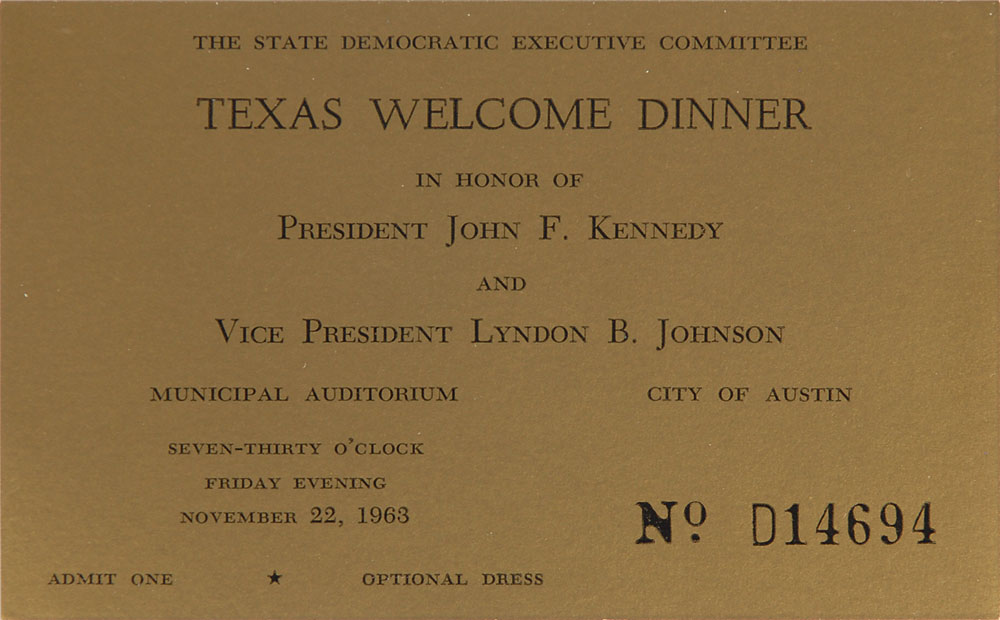 THE STATE DEMOCRATIC EXECUTIVE COMMITTEE
TEXAS WELCOME DINNER
IN HONOR OF
PRESIDENT JOHN F. KENNEDY
AND
VICE PRESIDENT LYNDON B. JOHNSON
MUNICIPAL AUDITORIUM CITY OF AUSTIN
SEVEN-THIRTY O'CLOCK
FRIDAY EVENING
NOVEMBER 22, 1963
Nº D14694
ADMIT ONE ★ OPTIONAL DRESS